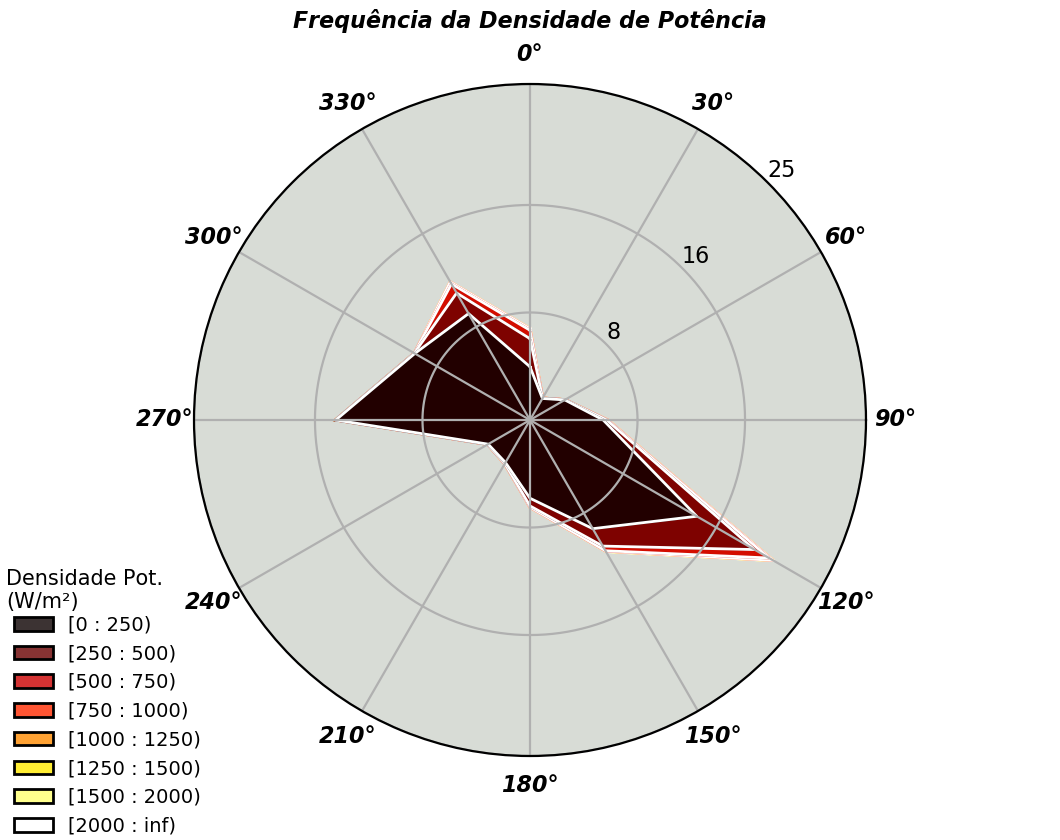 Frequência da Densidade de Potência
0°
330°
30°
25
300°
60°
16
8
270°
90°
240°
120°
210°
150°
180°
Densidade Pot.
(W/m²)
[0 : 250)
[250 : 500)
[500 : 750)
[750 : 1000)
[1000 : 1250)
[1250 : 1500)
[1500 : 2000)
[2000 : inf)